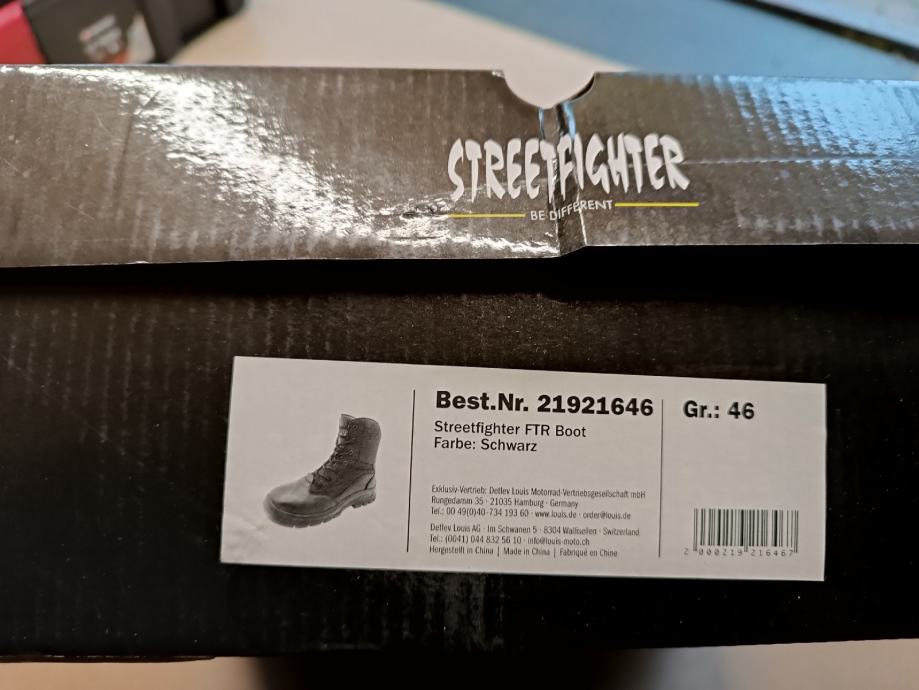 STREETFIGHTER
BE DIFFERENT
Best.Nr. 21921646
Streetfighter FTR Boot
Farbe: Schwarz
Exklusiv-Vertrieb: Detlev Louis Motorrad-Vertriebsgesellschaft mbH
Rungedamm 35 · 21035 Hamburg · Germany
Tel.: 00 49(0)40-734 193 60 · www.louis.de · order@louis.de
Detlev Louis AG · Im Schwanen 5 · 8304 Wallisellen · Switzerland
Tel.: (0041) 044 832 56 10 · info@louis-moto.ch
Hergestellt in China | Made in China | Fabriqué en Chine
Gr.: 46
2 000219 216467